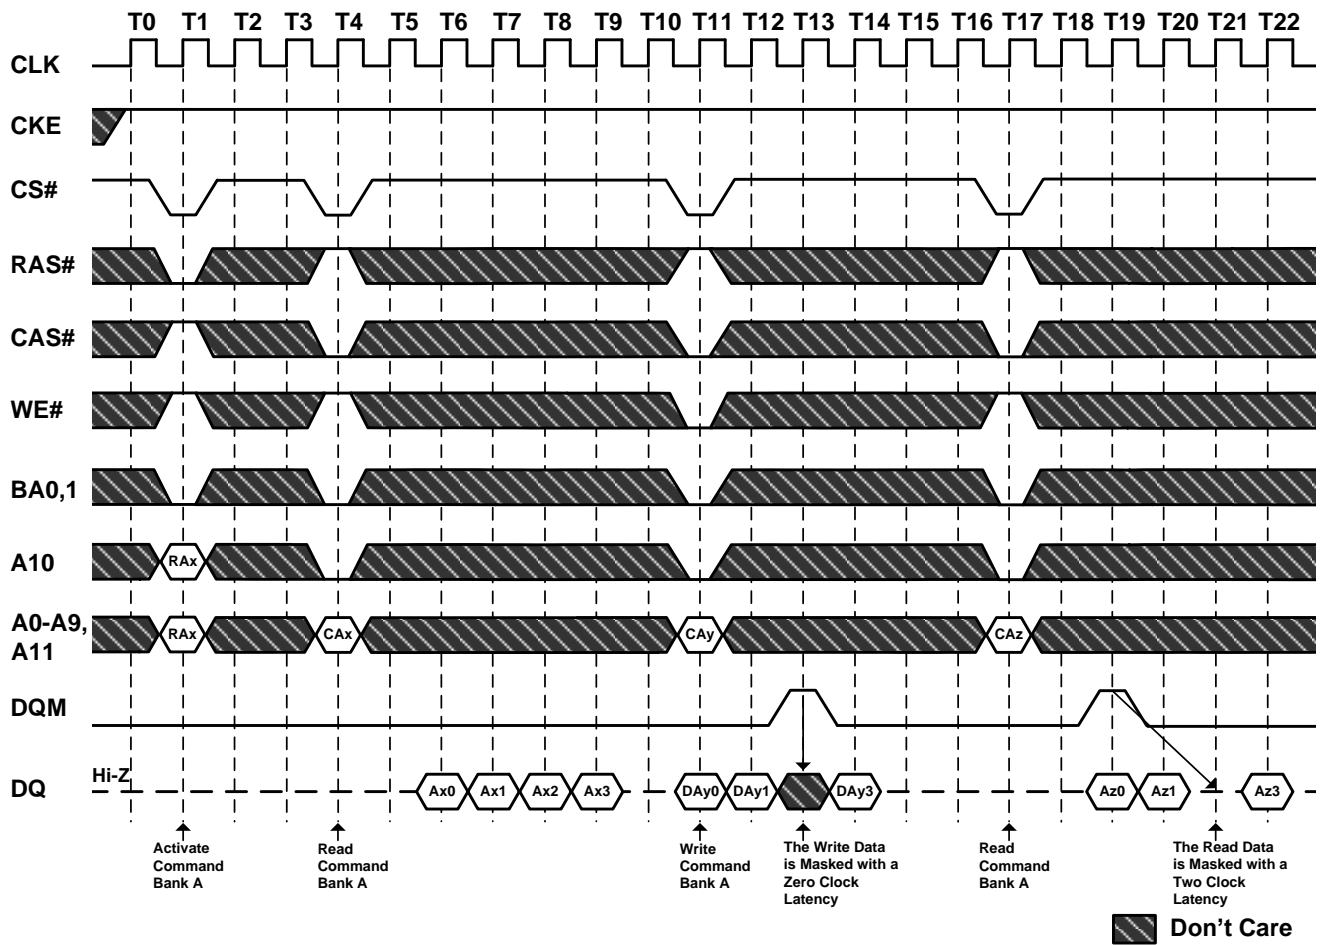 T0 T1 T2 T3 T4 T5 T6 T7 T8 T9 T10 T11 T12 T13 T14 T15 T16 T17 T18 T19 T20 T21 T22
CLK
CKE
CS#
RAS#
CAS#
WE#
BA0,1
A10
RAx
A0-A9,
A11
RAx CAx CAy CAz
DQM
DQ
Hi-Z
Ax0 Ax1 Ax2 Ax3 DAy0 DAy1 DAy3 Az0 Az1 Az3
Activate
Command
Bank A
Read
Command
Bank A
Write
Command
Bank A
The Write Data
is Masked with a
Zero Clock
Latency
Read
Command
Bank A
The Read Data
is Masked with a
Two Clock
Latency
Don't Care